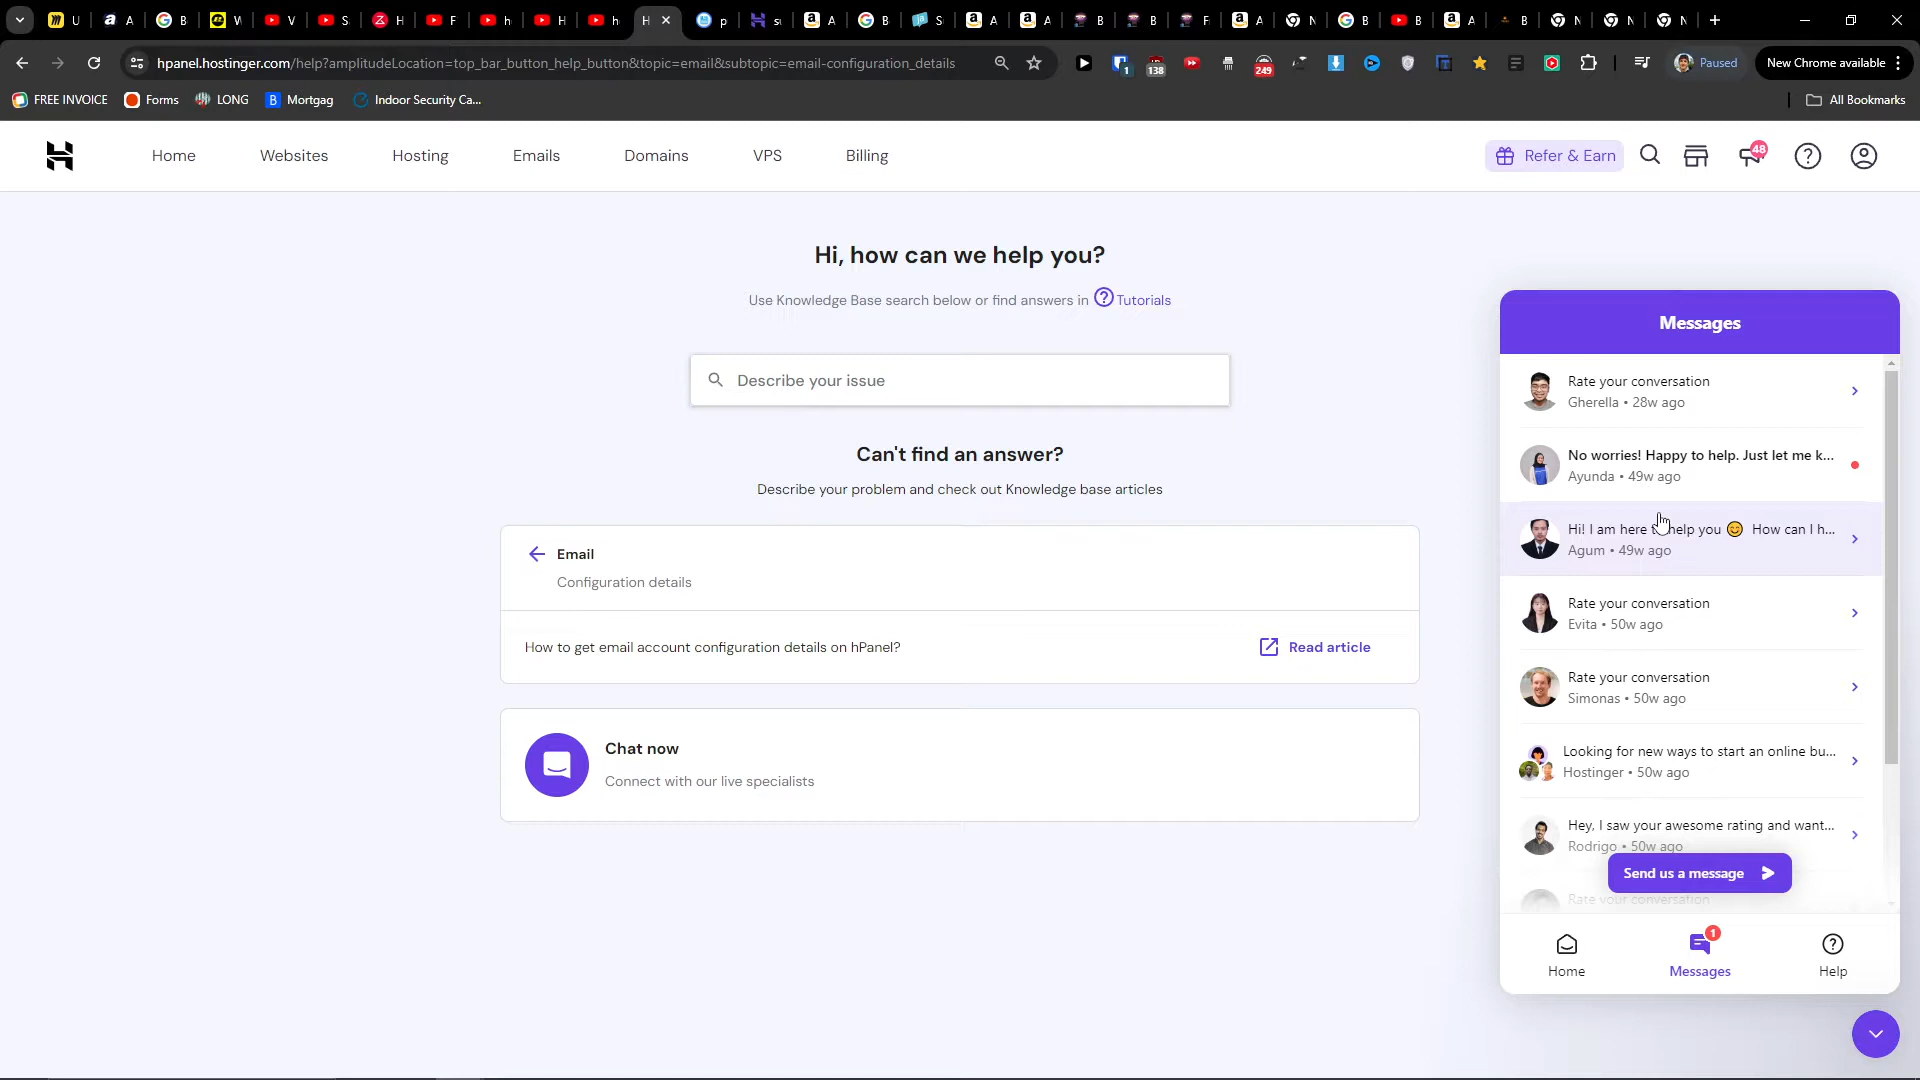 U
A
B
W
V
S
H
F
h
H
h
H
p
su
A
B
S
A
A
B
B
F
A
N
B
B
A
B
N
N
N
hpanel.hostinger.com/help?amplitudeLocation=top_bar_button_help_button&topic=email&subtopic=email-configuration_details
1
138
249
Paused
New Chrome available
FREE INVOICE
Forms
LONG
Mortgag
Indoor Security Ca...
All Bookmarks
Home
Websites
Hosting
Emails
Domains
VPS
Billing
Refer & Earn
48
Hi, how can we help you?
Use Knowledge Base search below or find answers in Tutorials
Describe your issue
Can't find an answer?
Describe your problem and check out Knowledge base articles
Email
Configuration details
How to get email account configuration details on hPanel?
Read article
Chat now
Connect with our live specialists
Messages
Rate your conversation
Gherella • 28w ago
No worries! Happy to help. Just let me k...
Ayunda • 49w ago
Hi! I am here to help you 😊 How can I h...
Agum • 49w ago
Rate your conversation
Evita • 50w ago
Rate your conversation
Simonas • 50w ago
Looking for new ways to start an online bu...
Hostinger • 50w ago
Hey, I saw your awesome rating and want...
Rodrigo • 50w ago
Send us a message
Rate your conversation
1
Home
Messages
Help